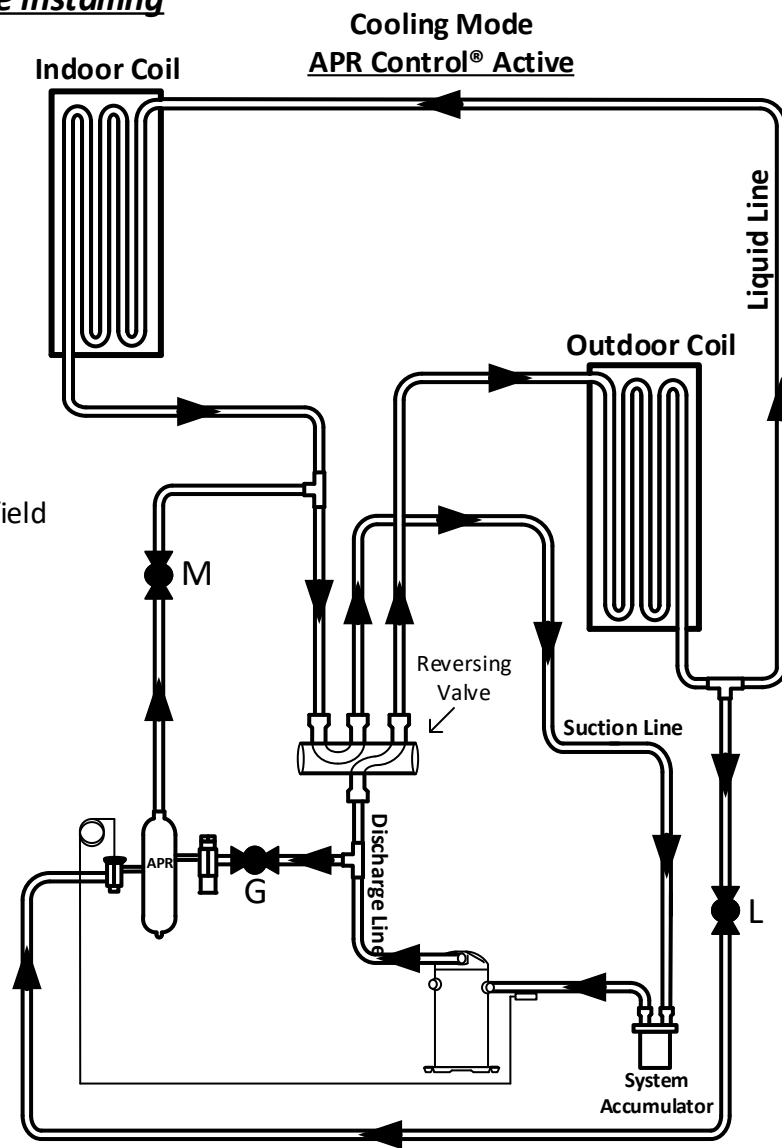 e Installing
Cooling Mode
APR Control® Active
Indoor Coil
Liquid Line
Outdoor Coil
ield
M
Reversing
Valve
Suction Line
Discharge Line
APR
G
L
System
Accumulator